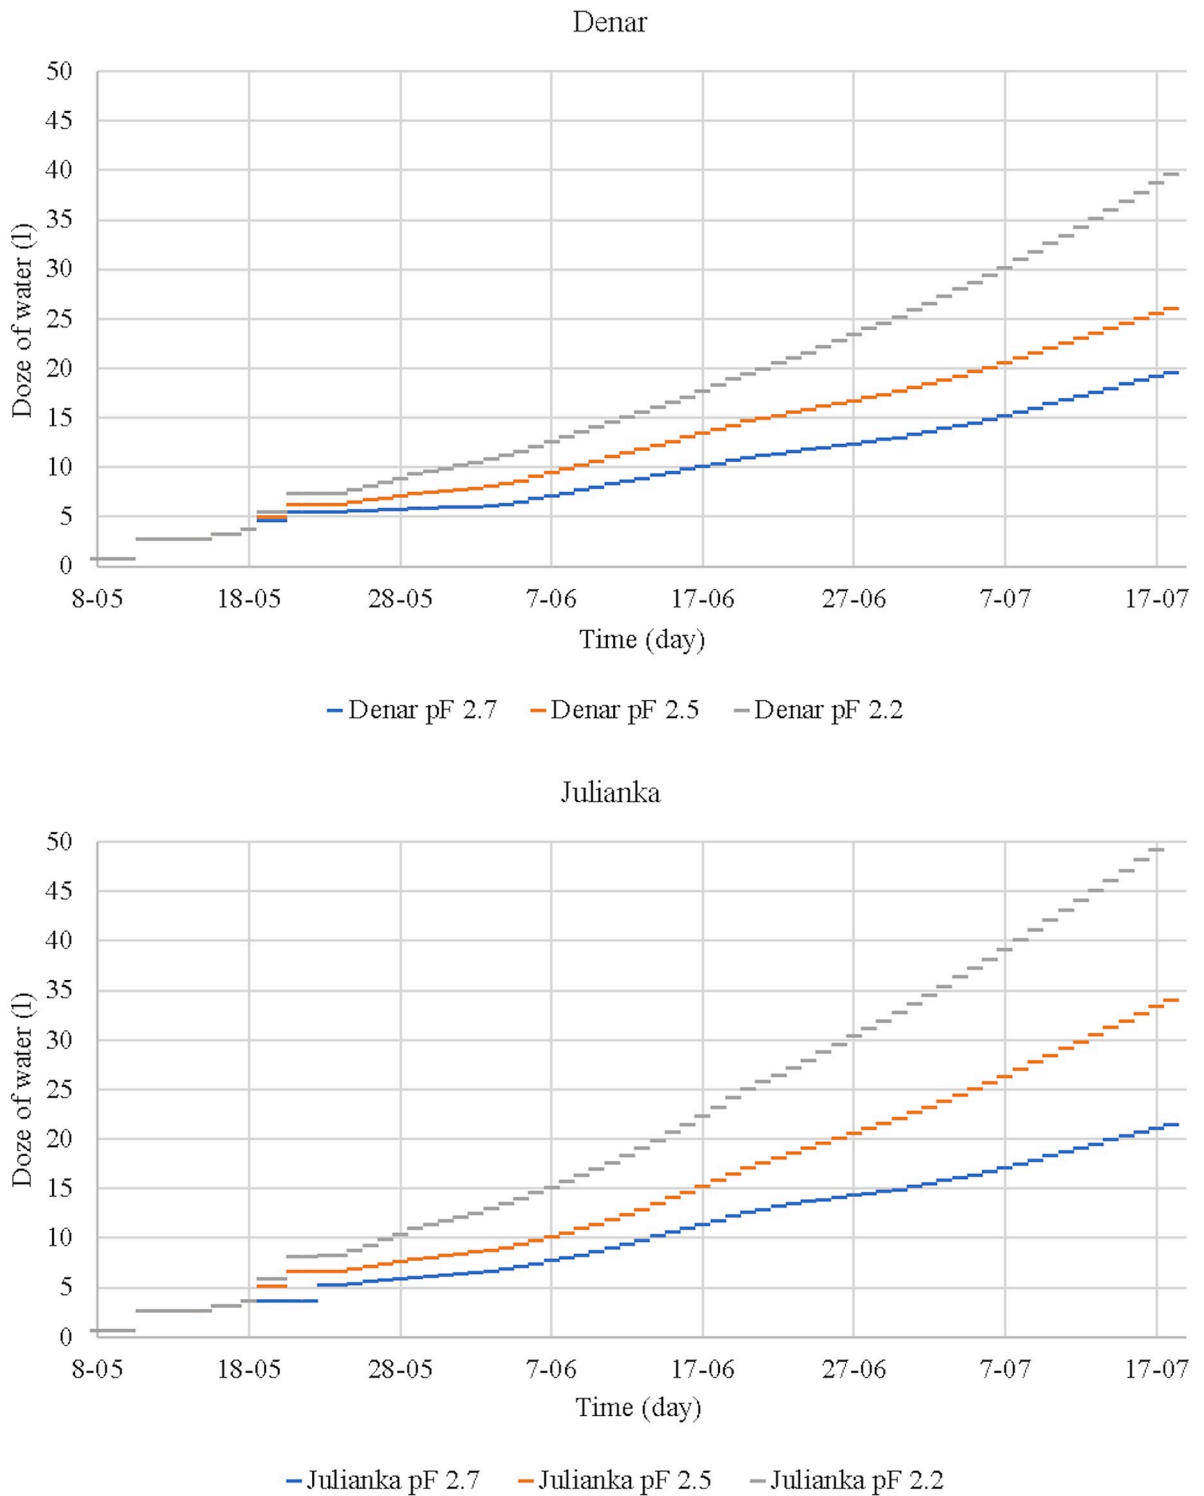 Denar
50
45
40
35
30
25
20
15
10
5
0
Doze of water (l)
8-05 18-05 28-05 7-06 17-06 27-06 7-07 17-07
Time (day)
Denar pF 2.7 Denar pF 2.5 Denar pF 2.2
Julianka
50
45
40
35
30
25
20
15
10
5
0
Doze of water (l)
8-05 18-05 28-05 7-06 17-06 27-06 7-07 17-07
Time (day)
Julianka pF 2.7 Julianka pF 2.5 Julianka pF 2.2